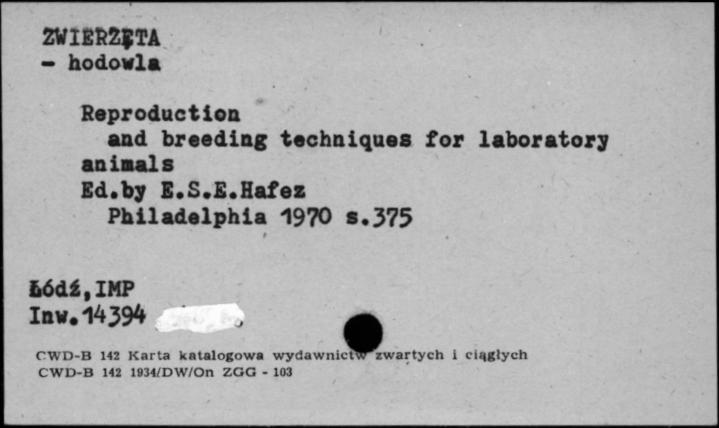 ZWIERZĘTA
- hodowla
Reproduction
and breeding techniques for laboratory
animals
Ed.by E.S.E.Hafez
Philadelphia 1970 s.375
Łódź,IMP
Inw.14394
CWD-B 142 Karta katalogowa wydawnictw zwartych i ciągłych
CWD-B 142 1934/DW/On ZGG - 103